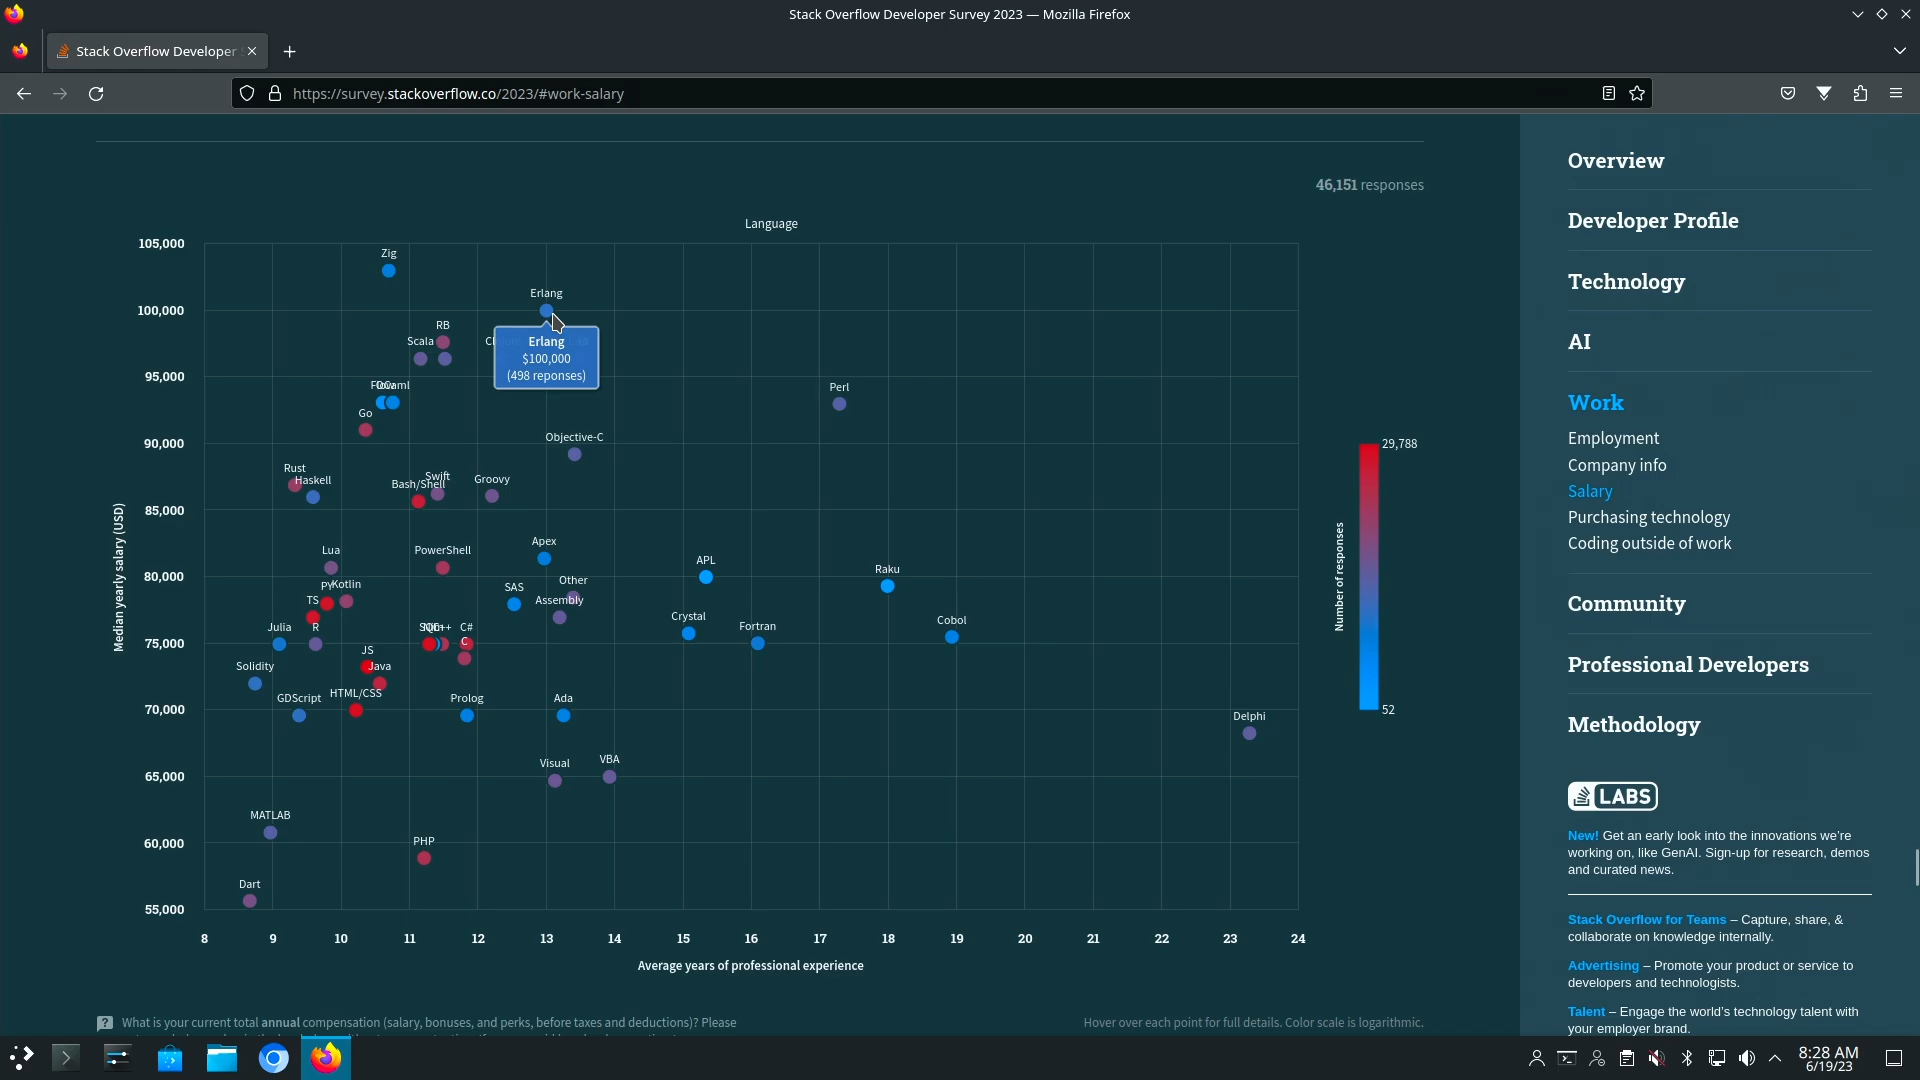 Stack Overflow Developer Survey 2023 — Mozilla Firefox
Stack Overflow Developer
https://survey.stackoverflow.co/2023/#work-salary
46,151 responses
Language
105,000
100,000
95,000
90,000
85,000
80,000
75,000
70,000
65,000
60,000
55,000
Median yearly salary (USD)
Zig
Erlang
RB
Scala
Erlang
$100,000
(498 reponses)
OCaml
Perl
Go
Objective-C
Rust
Haskell
Swift
Bash/Shell
Groovy
Lua
PowerShell
Apex
APL
PY
Kotlin
SAS
Other
Raku
TS
Assembly
Crystal
Julia
R
C++
C#
Fortran
Cobol
C
JS
Solidity
Java
GDScript
HTML/CSS
Prolog
Ada
Delphi
Visual
VBA
MATLAB
PHP
Dart
8 9 10 11 12 13 14 15 16 17 18 19 20 21 22 23 24
Average years of professional experience
29,788
Number of responses
52
What is your current total annual compensation (salary, bonuses, and perks, before taxes and deductions)? Please
Hover over each point for full details. Color scale is logarithmic.
Overview
Developer Profile
Technology
AI
Work
Employment
Company info
Salary
Purchasing technology
Coding outside of work
Community
Professional Developers
Methodology
LABS
New! Get an early look into the innovations we're
working on, like GenAI. Sign-up for research, demos
and curated news.
Stack Overflow for Teams – Capture, share, &
collaborate on knowledge internally.
Advertising – Promote your product or service to
developers and technologists.
Talent – Engage the world's technology talent with
your employer brand.
8:28 AM
6/19/23